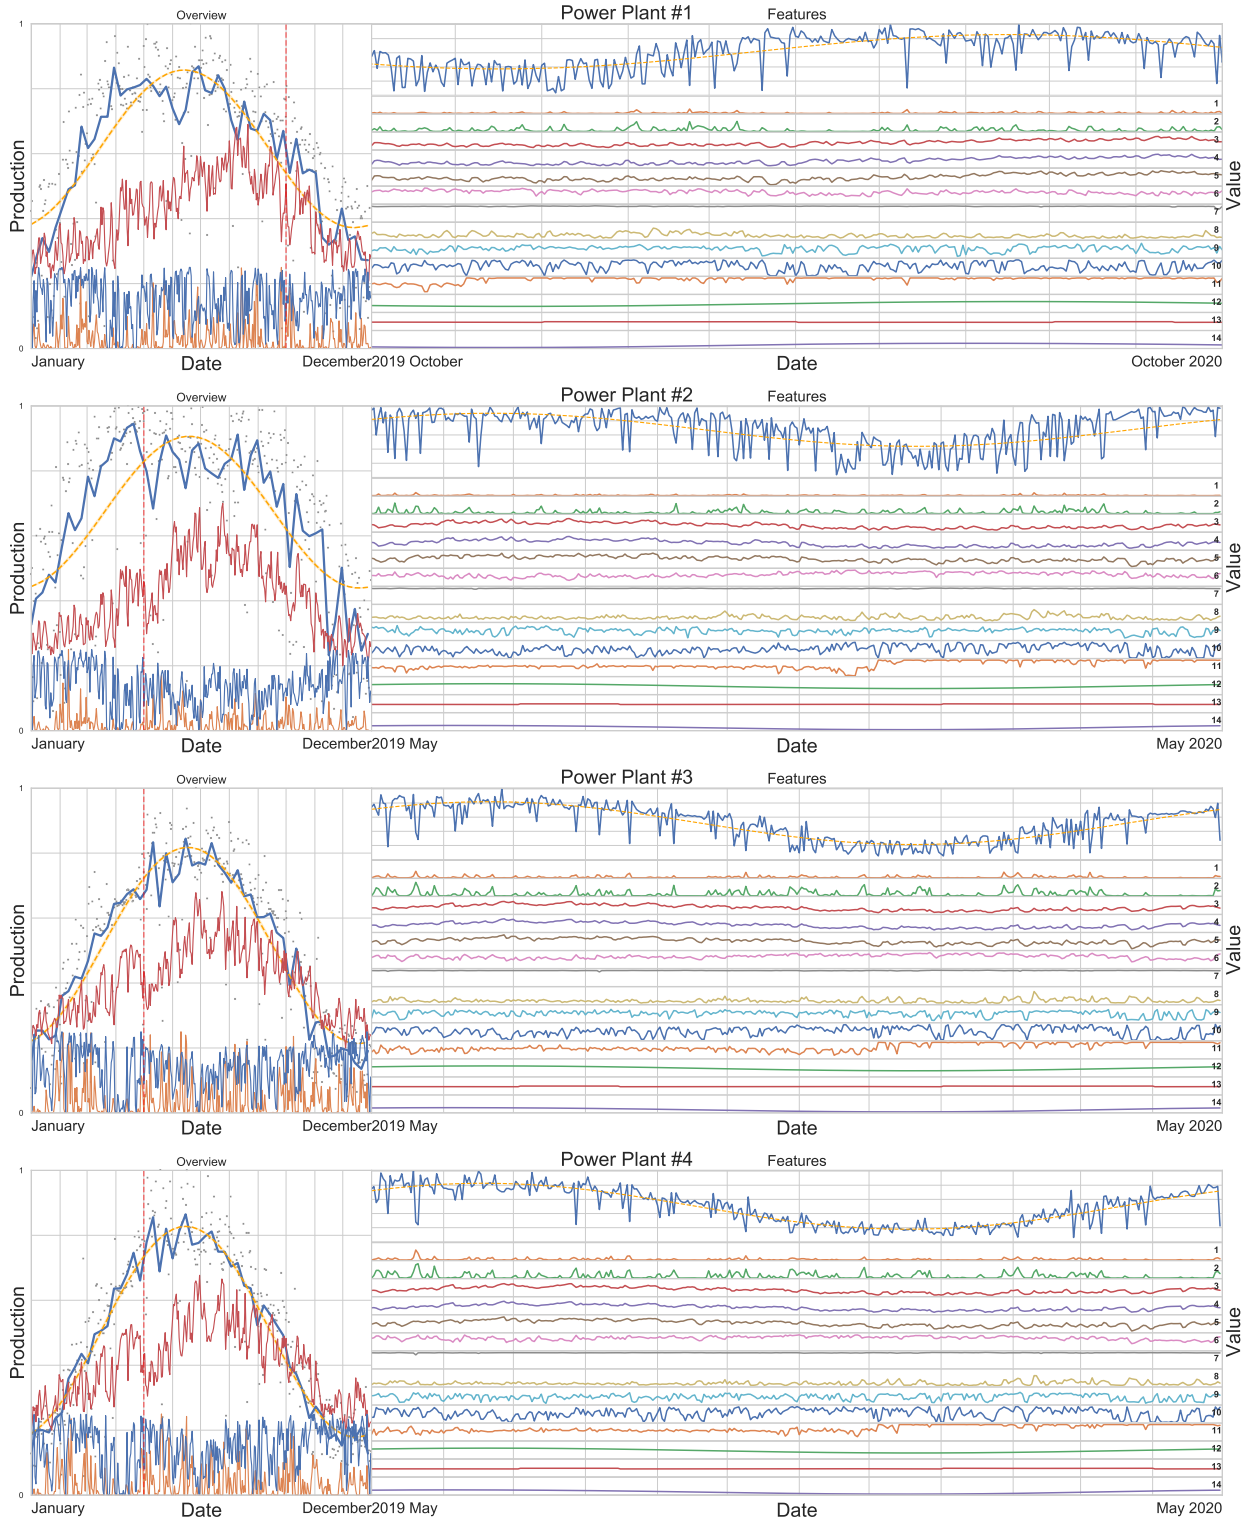 Power Plant #1
Overview
Features
1
Production
0
January
Date
December
1
2
3
4
5
6
7
8
9
10
11
12
13
14
Value
2019 October
Date
October 2020
Power Plant #2
Overview
Features
1
Production
0
January
Date
December
1
2
3
4
5
6
7
8
9
10
11
12
13
14
Value
2019 May
Date
May 2020
Power Plant #3
Overview
Features
1
Production
0
January
Date
December
1
2
3
4
5
6
7
8
9
10
11
12
13
14
Value
2019 May
Date
May 2020
Power Plant #4
Overview
Features
1
Production
0
January
Date
December
1
2
3
4
5
6
7
8
9
10
11
12
13
14
Value
2019 May
Date
May 2020